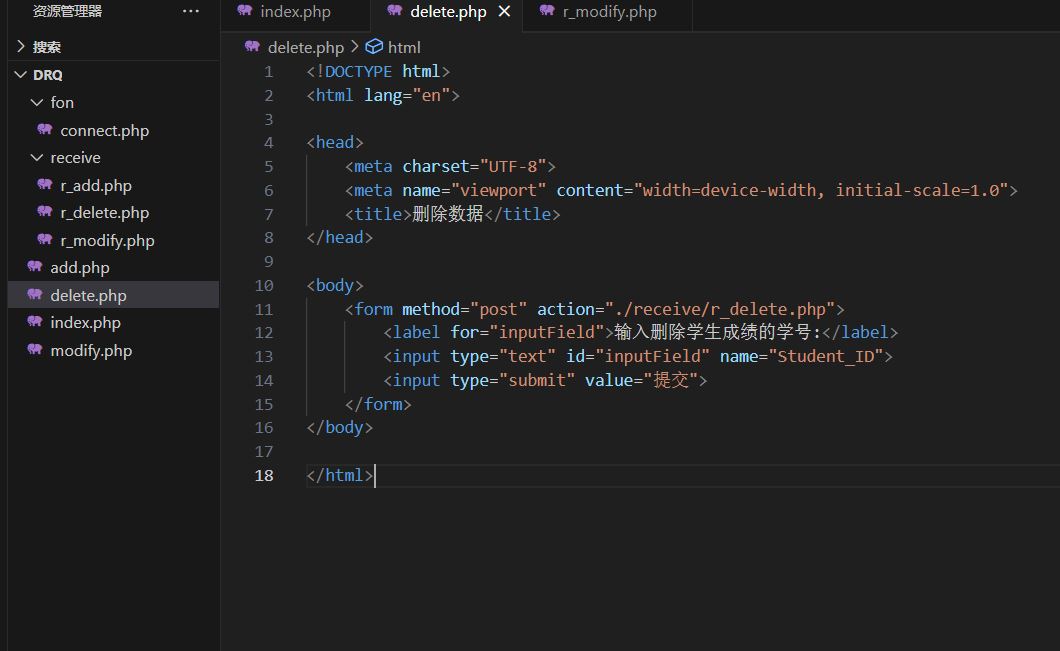 资源管理器 ···
index.php delete.php r_modify.php
搜索
DRQ
fon
connect.php
receive
r_add.php
r_delete.php
r_modify.php
add.php
delete.php
index.php
modify.php
delete.php > html
1 <!DOCTYPE html>
2 <html lang="en">
3
4 <head>
5 <meta charset="UTF-8">
6 <meta name="viewport" content="width=device-width, initial-scale=1.0">
7 <title>删除数据</title>
8 </head>
9
10 <body>
11 <form method="post" action="./receive/r_delete.php">
12 <label for="inputField">输入删除学生成绩的学号:</label>
13 <input type="text" id="inputField" name="Student_ID">
14 <input type="submit" value="提交">
15 </form>
16 </body>
17
18 </html>